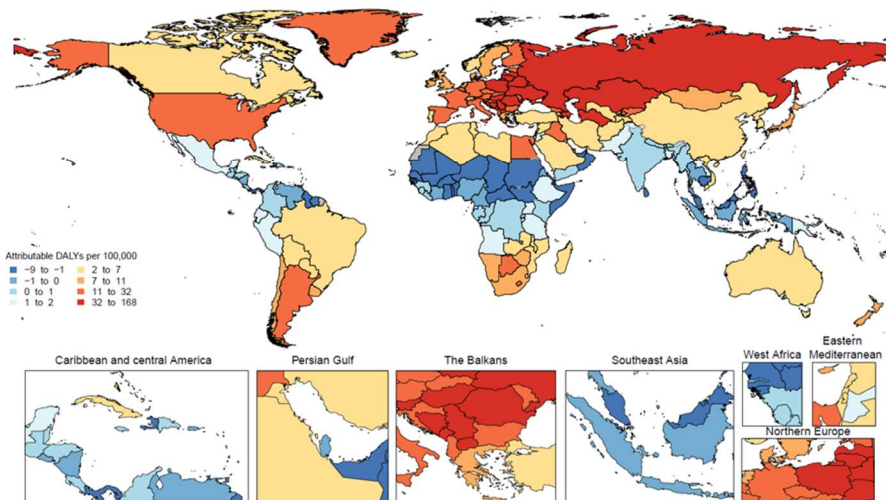 Attributable DALYs per 100,000
−9 to −1
−1 to 0
0 to 1
1 to 2
2 to 7
7 to 11
11 to 32
32 to 168
Caribbean and central America
Persian Gulf
The Balkans
Southeast Asia
West Africa
Eastern
Mediterranean
Northern Europe